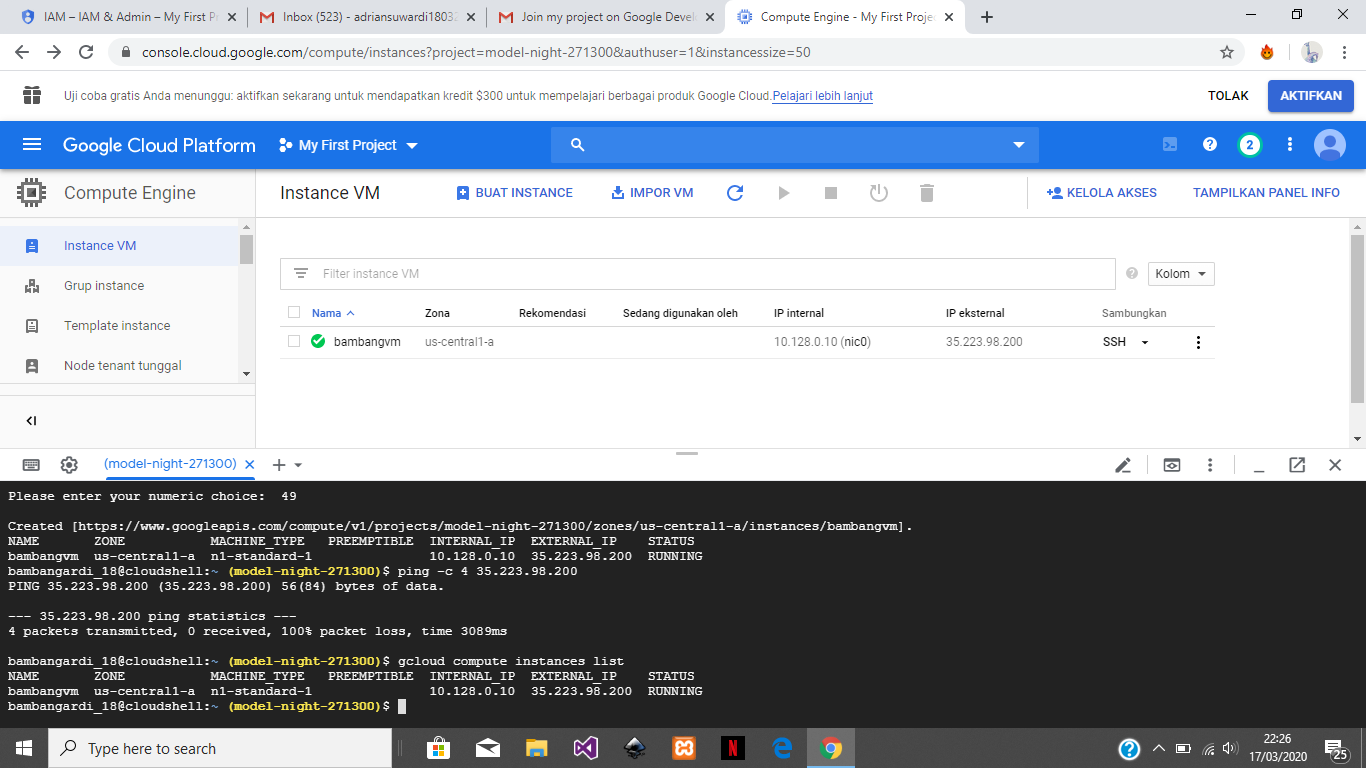 IAM – IAM & Admin – My First P
Inbox (523) - adriansuwardi1803
Join my project on Google Devel
Compute Engine - My First Proje
console.cloud.google.com/compute/instances?project=model-night-271300&authuser=1&instancessize=50
Uji coba gratis Anda menunggu: aktifkan sekarang untuk mendapatkan kredit $300 untuk mempelajari berbagai produk Google Cloud.Pelajari lebih lanjut
TOLAK
AKTIFKAN
Google Cloud Platform
My First Project
2
Compute Engine
Instance VM
BUAT INSTANCE
IMPOR VM
KELOLA AKSES
TAMPILKAN PANEL INFO
Instance VM
Grup instance
Template instance
Node tenant tunggal
Filter instance VM
Kolom
Nama Zona Rekomendasi Sedang digunakan oleh IP internal IP eksternal Sambungkan
bambangvm us-central1-a 10.128.0.10 (nic0) 35.223.98.200 SSH
(model-night-271300)
Please enter your numeric choice:  49
Created [https://www.googleapis.com/compute/v1/projects/model-night-271300/zones/us-central1-a/instances/bambangvm].
NAME ZONE MACHINE_TYPE PREEMPTIBLE INTERNAL_IP EXTERNAL_IP STATUS
bambangvm us-central1-a n1-standard-1 10.128.0.10 35.223.98.200 RUNNING
bambangardi_18@cloudshell:~ (model-night-271300)$ ping -c 4 35.223.98.200
PING 35.223.98.200 (35.223.98.200) 56(84) bytes of data.
--- 35.223.98.200 ping statistics ---
4 packets transmitted, 0 received, 100% packet loss, time 3089ms
bambangardi_18@cloudshell:~ (model-night-271300)$ gcloud compute instances list
NAME ZONE MACHINE_TYPE PREEMPTIBLE INTERNAL_IP EXTERNAL_IP STATUS
bambangvm us-central1-a n1-standard-1 10.128.0.10 35.223.98.200 RUNNING
bambangardi_18@cloudshell:~ (model-night-271300)$
Type here to search
22:26
17/03/2020
25